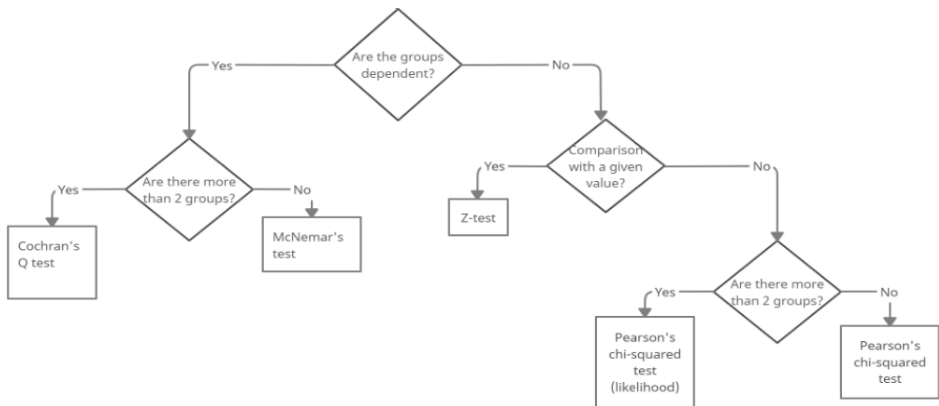 Are the groups
dependent?
Yes
No
Comparison
with a given
value?
Are there more
than 2 groups?
Yes
No
Yes
No
Cochran's
Q test
McNemar's
test
Z-test
Are there more
than 2 groups?
Yes
No
Pearson's
chi-squared
test
(likelihood)
Pearson's
chi-squared
test